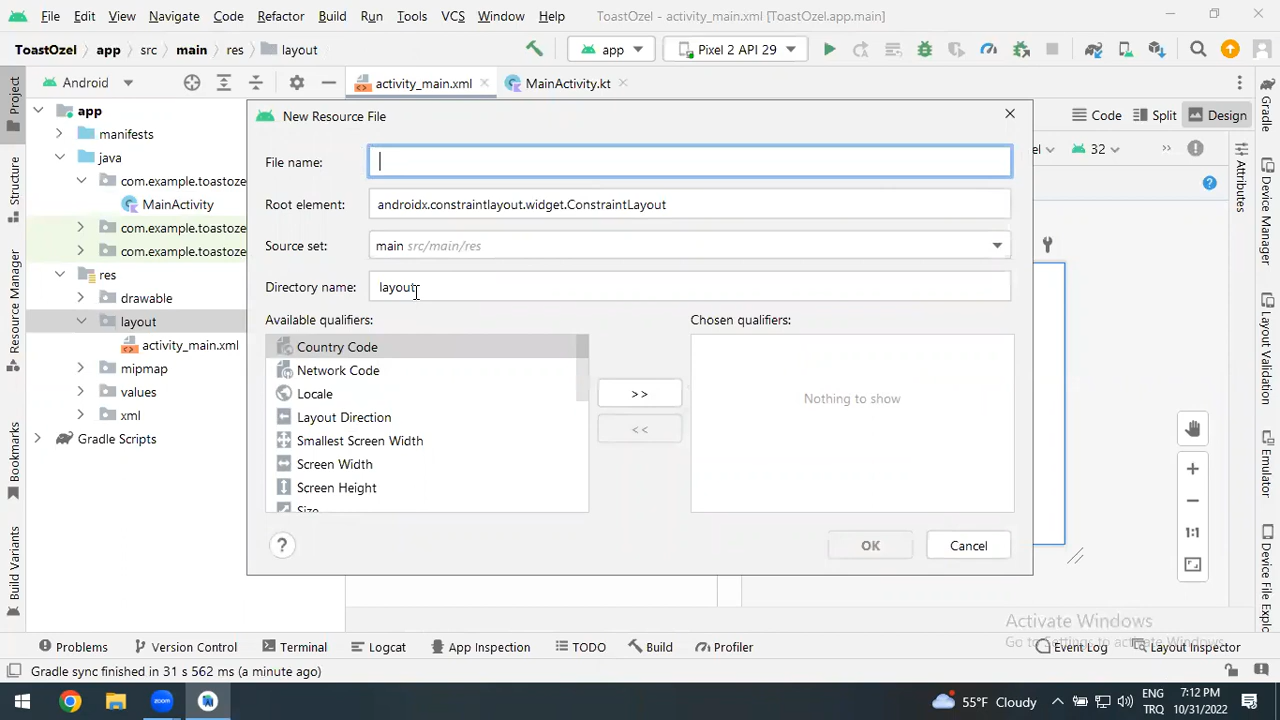 File Edit View Navigate Code Refactor Build Run Tools VCS Window Help ToastOzel - activity_main.xml [ToastOzel.app.main]
ToastOzel app src main res layout app Pixel 2 API 29
Android activity_main.xml MainActivity.kt
Project
Structure
Resource Manager
Bookmarks
Build Variants
app
manifests
java
com.example.toastoze
MainActivity
com.example.toastoze
com.example.toastoze
res
drawable
layout
activity_main.xml
mipmap
values
xml
Gradle Scripts
New Resource File
File name:
Root element: androidx.constraintlayout.widget.ConstraintLayout
Source set: main src/main/res
Directory name: layout
Available qualifiers: Chosen qualifiers:
Country Code
Network Code
Locale
Layout Direction
Smallest Screen Width
Screen Width
Screen Height
Size
>>
<<
Nothing to show
? OK Cancel
Code Split Design
el 32 >> !
?
1:1
Attributes
Gradle
Device Manager
Layout Validation
Emulator
Device File Explo
Activate Windows
Go to Settings to activate Windows.
Problems Version Control Terminal Logcat App Inspection TODO Build Profiler Event Log Layout Inspector
Gradle sync finished in 31 s 562 ms (a minute ago)
zoom
55°F Cloudy
ENG
TRQ
7:12 PM
10/31/2022